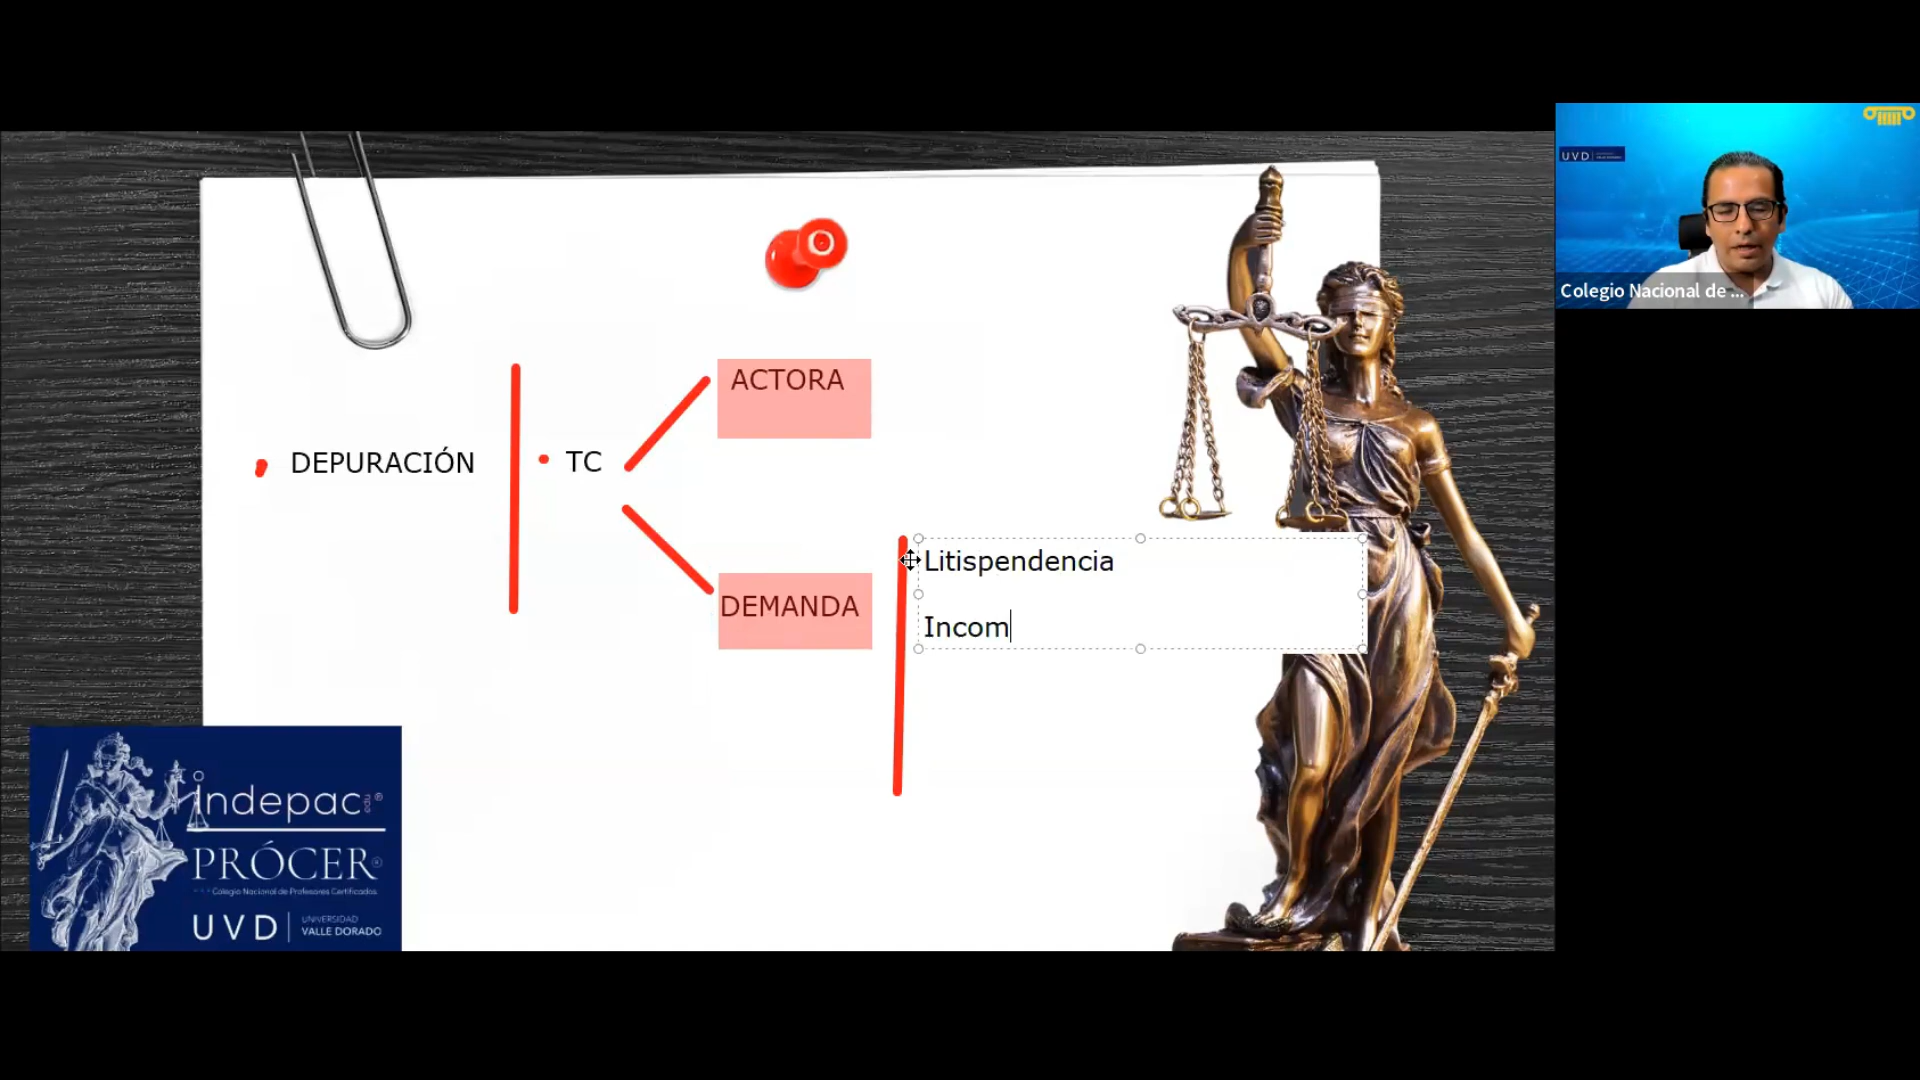 UVD
Colegio Nacional de ...
ACTORA
DEPURACIÓN
TC
Litispendencia
DEMANDA
Incom
indepac edu ®
PRÓCER®
Colegio Nacional de Profesores Certificados
UVD
UNIVERSIDAD
VALLE DORADO